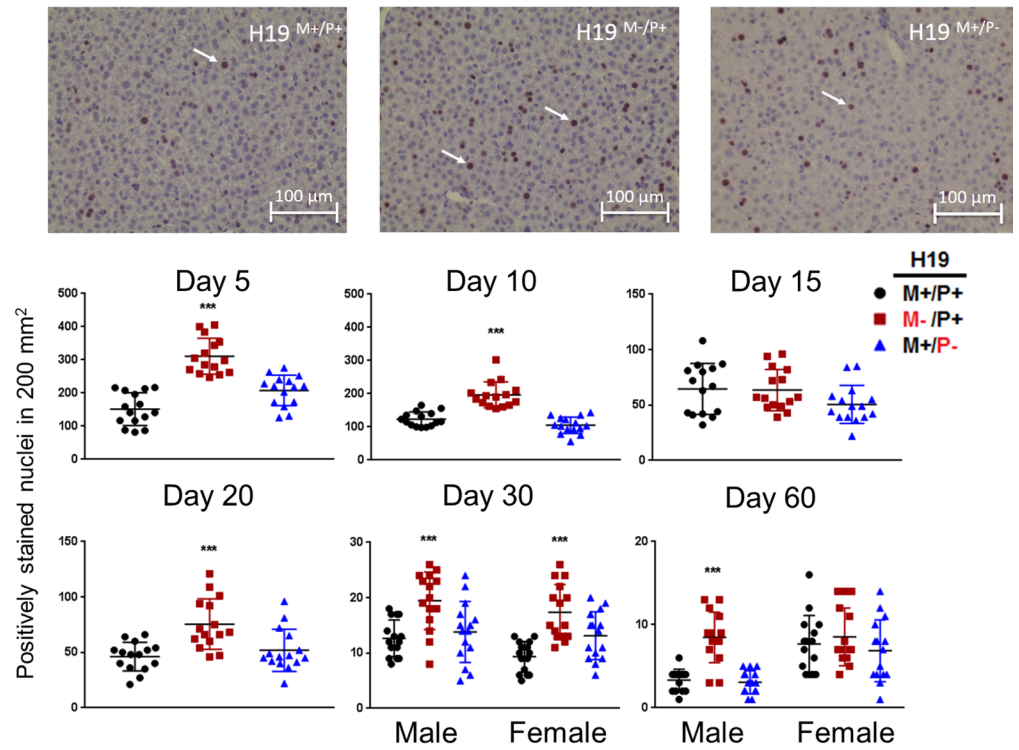 H19 M+/P+
H19 M-/P+
H19 M+/P-
100 µm
100 µm
100 µm
Positively stained nuclei in 200 mm2
H19
M+/P+
M- /P+
M+/P-
Day 5
500
400
300
200
100
0
***
Day 10
500
400
300
200
100
0
***
Day 15
150
100
50
0
Day 20
150
100
50
0
***
Day 30
30
20
10
0
***
***
Male
Female
Day 60
20
10
0
***
Male
Female